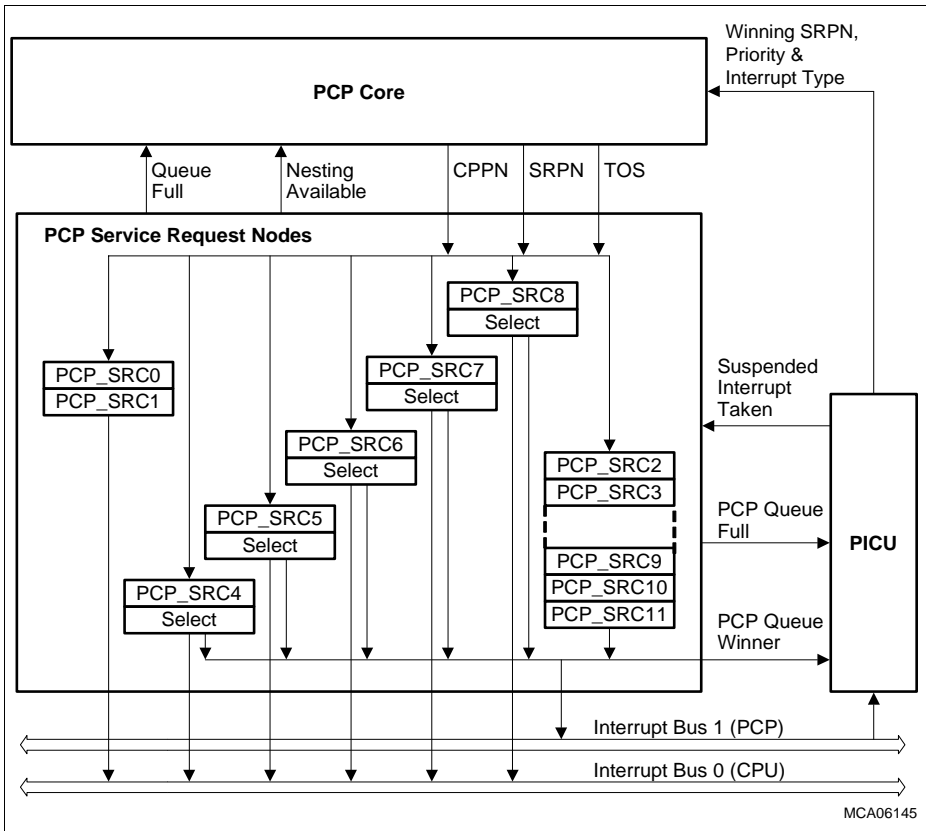 Winning SRPN,
Priority &
Interrupt Type
PCP Core
Queue
Full
Nesting
Available
CPPN
SRPN
TOS
PCP Service Request Nodes
PCP_SRC8
Select
PCP_SRC0
PCP_SRC1
PCP_SRC7
Select
Suspended
Interrupt
Taken
PCP_SRC6
Select
PCP_SRC2
PCP_SRC3
PCP_SRC5
Select
PCP Queue
Full
PICU
PCP_SRC9
PCP_SRC10
PCP_SRC11
PCP_SRC4
Select
PCP Queue
Winner
Interrupt Bus 1 (PCP)
Interrupt Bus 0 (CPU)
MCA06145